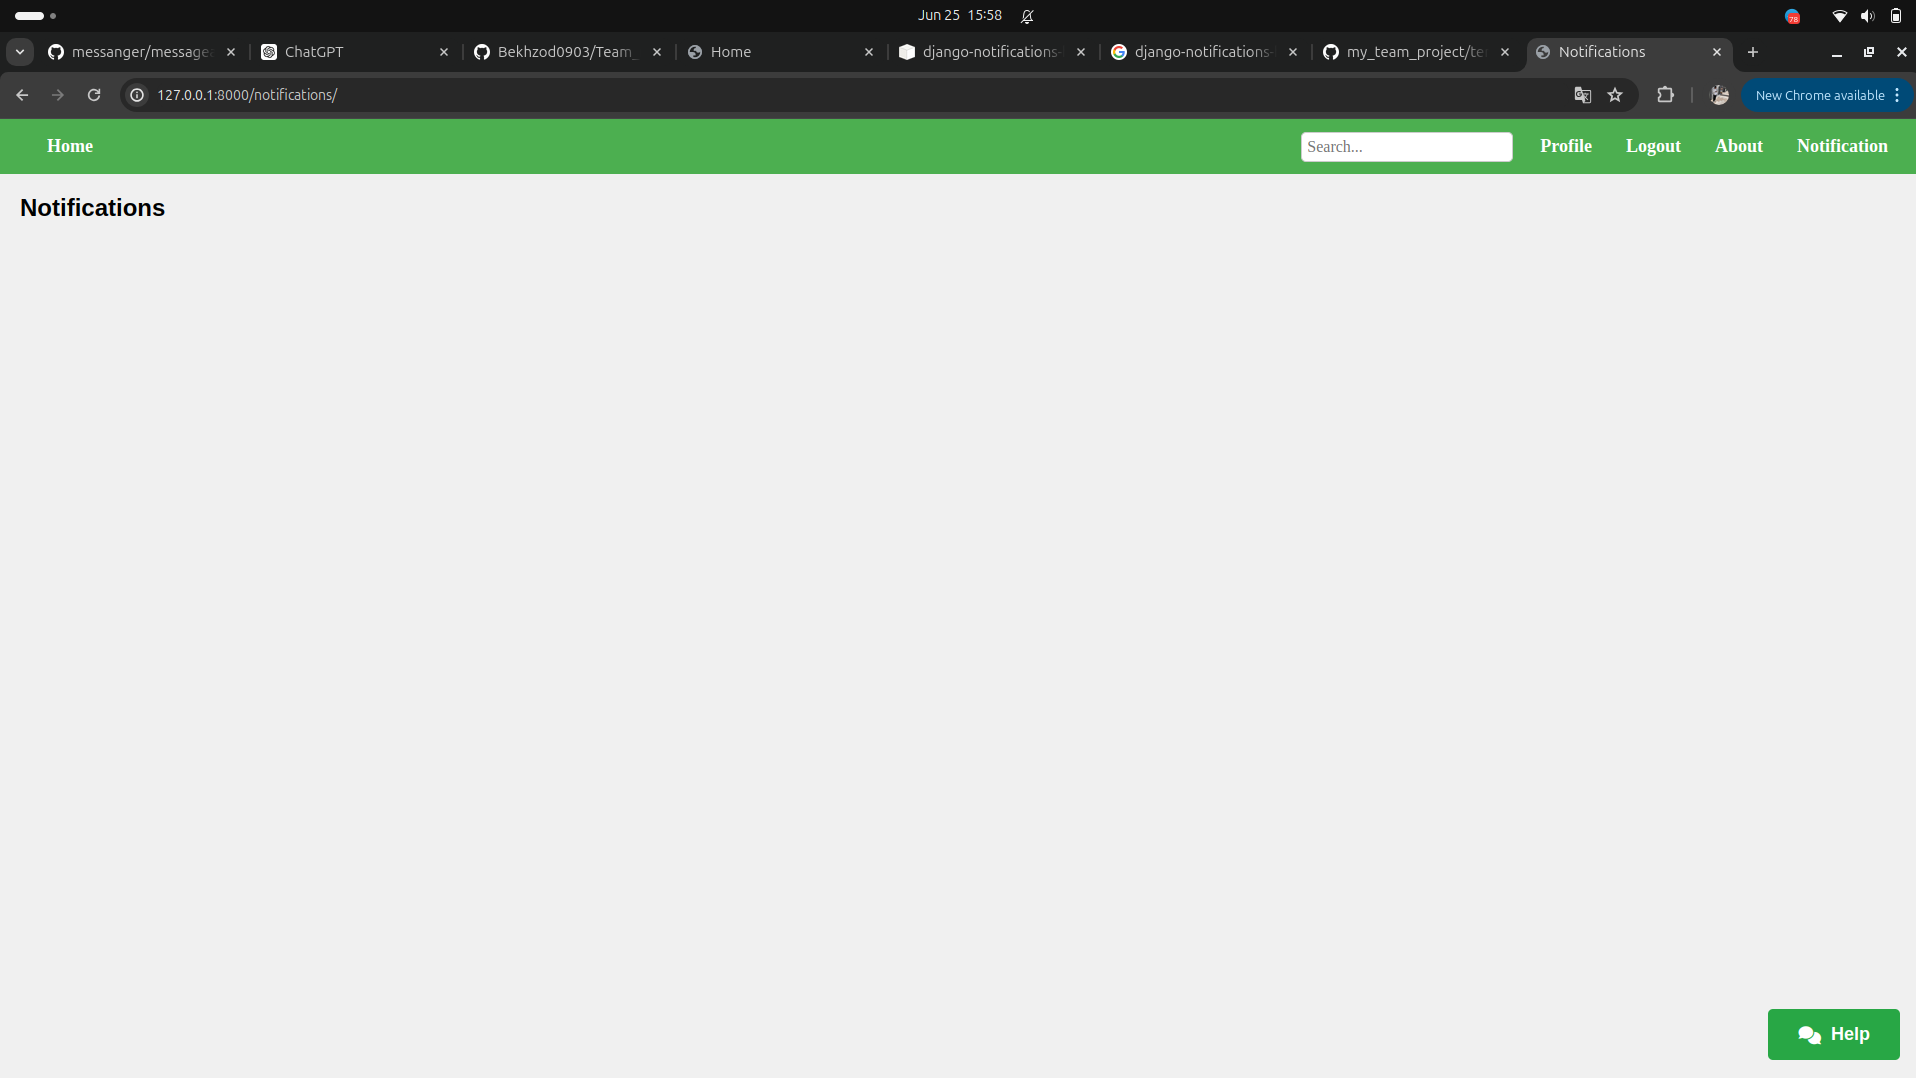 Jun 25 15:58
78
messanger/message
ChatGPT
Bekhzod0903/Team_
Home
django-notifications-
django-notifications-
my_team_project/te
Notifications
127.0.0.1:8000/notifications/
New Chrome available
Home
Search...
Profile
Logout
About
Notification
Notifications
Help